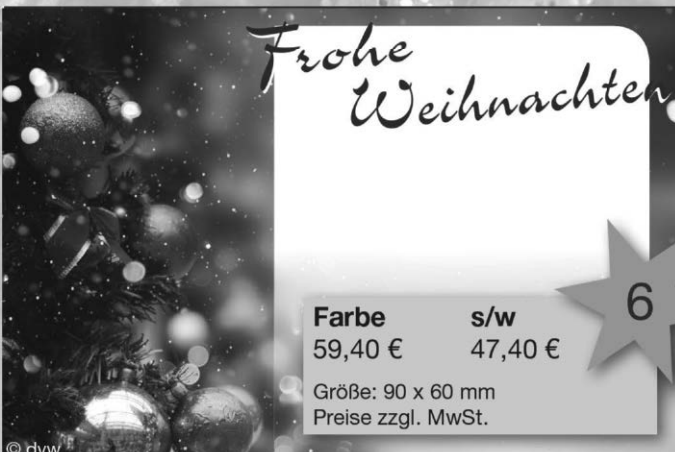 Frohe
Weihnachten
6
Farbe s/w
59,40 € 47,40 €
Größe: 90 x 60 mm
Preise zzgl. MwSt.
© dvw